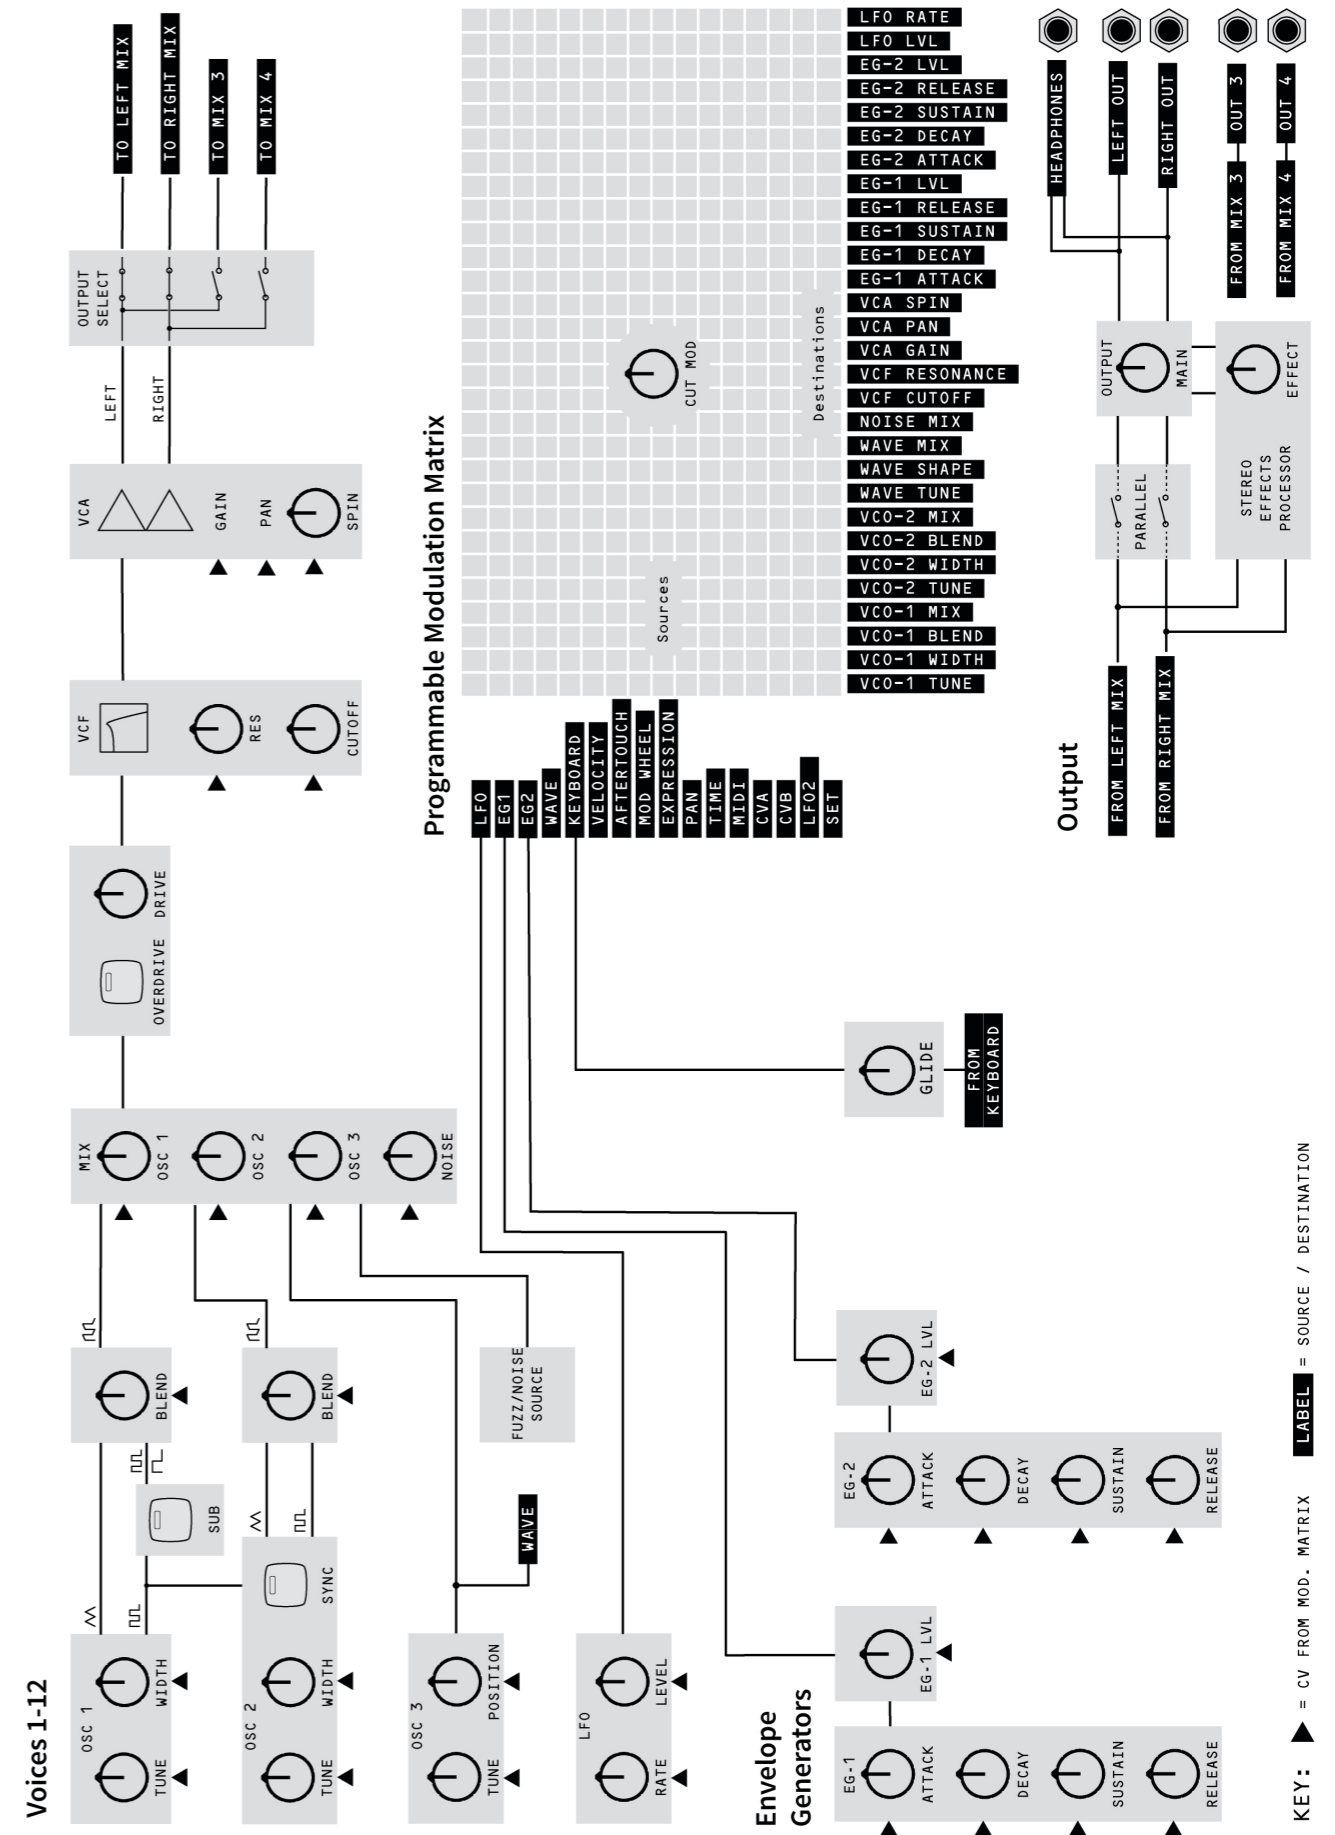 Voices 1-12
OSC 1
TUNE
WIDTH
SUB
BLEND
OSC 2
TUNE
WIDTH
SYNC
BLEND
OSC 3
TUNE
POSITION
WAVE
FUZZ/NOISE
SOURCE
LFO
RATE
LEVEL
MIX
OSC 1
OSC 2
OSC 3
NOISE
OVERDRIVE
DRIVE
VCF
RES
CUTOFF
VCA
GAIN
PAN
SPIN
LEFT
RIGHT
OUTPUT
SELECT
TO LEFT MIX
TO RIGHT MIX
TO MIX 3
TO MIX 4
Envelope
Generators
EG-1
ATTACK
DECAY
SUSTAIN
RELEASE
EG-1 LVL
EG-2
ATTACK
DECAY
SUSTAIN
RELEASE
EG-2 LVL
GLIDE
FROM
KEYBOARD
Programmable Modulation Matrix
LFO
EG1
EG2
WAVE
KEYBOARD
VELOCITY
AFTERTOUCH
MOD WHEEL
EXPRESSION
PAN
TIME
MIDI
CVA
CVB
LFO2
SET
Sources
CUT MOD
Destinations
VCO-1 TUNE
VCO-1 WIDTH
VCO-1 BLEND
VCO-1 MIX
VCO-2 TUNE
VCO-2 WIDTH
VCO-2 BLEND
VCO-2 MIX
WAVE TUNE
WAVE SHAPE
WAVE MIX
NOISE MIX
VCF CUTOFF
VCF RESONANCE
VCA GAIN
VCA PAN
VCA SPIN
EG-1 ATTACK
EG-1 DECAY
EG-1 SUSTAIN
EG-1 RELEASE
EG-1 LVL
EG-2 ATTACK
EG-2 DECAY
EG-2 SUSTAIN
EG-2 RELEASE
EG-2 LVL
LFO LVL
LFO RATE
Output
FROM LEFT MIX
FROM RIGHT MIX
PARALLEL
STEREO
EFFECTS
PROCESSOR
OUTPUT
MAIN
EFFECT
HEADPHONES
LEFT OUT
RIGHT OUT
FROM MIX 3
OUT 3
FROM MIX 4
OUT 4
KEY: ▲ = CV FROM MOD. MATRIX LABEL = SOURCE / DESTINATION